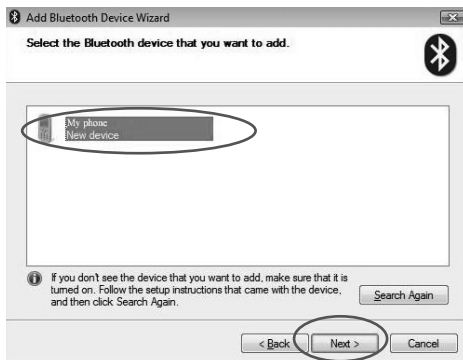 Add Bluetooth Device Wizard
Select the Bluetooth device that you want to add.
My phone
New device
If you don't see the device that you want to add, make sure that it is
turned on. Follow the setup instructions that came with the device,
and then click Search Again.
Search Again
< Back
Next >
Cancel